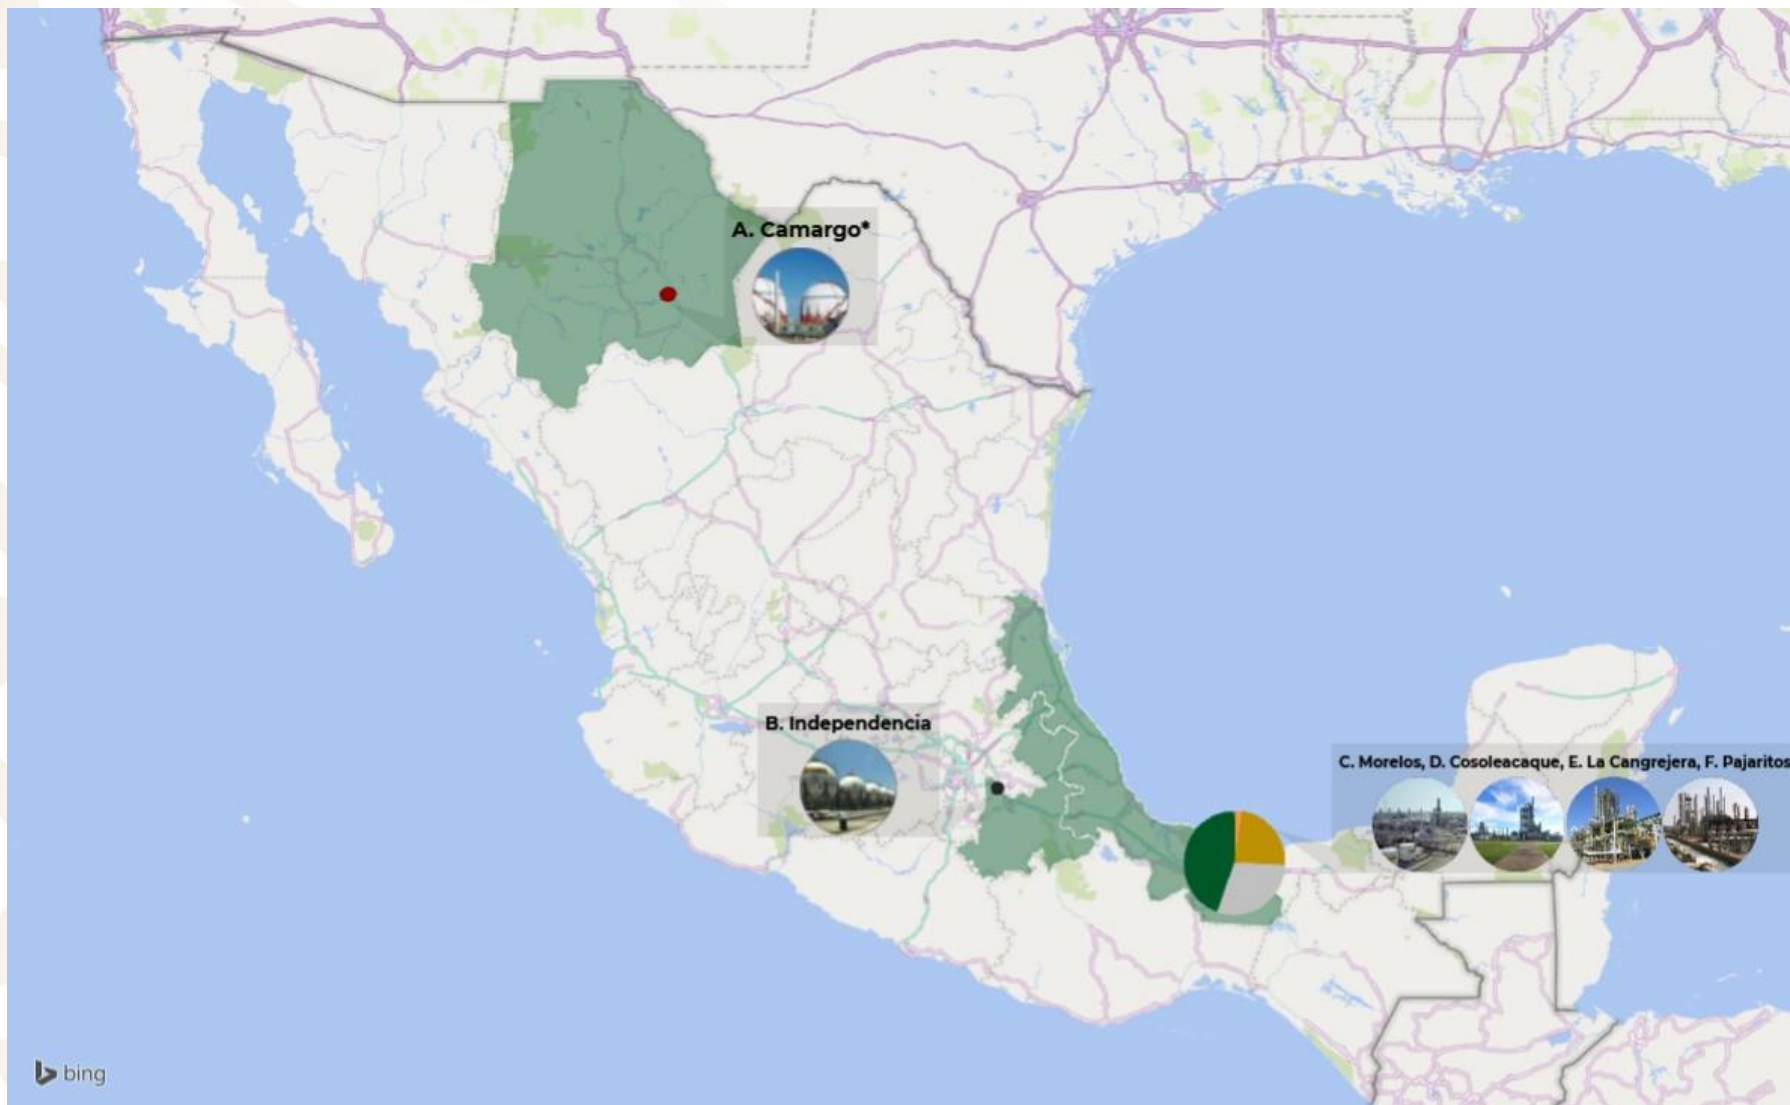 A. Camargo*
B. Independencia
C. Morelos, D. Cosoleacaque, E. La Cangrejera, F. Pajaritos
bing